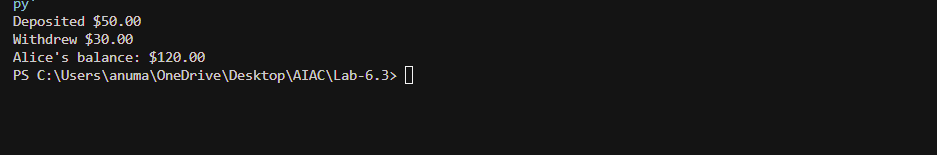 py'
Deposited $50.00
Withdrew $30.00
Alice's balance: $120.00
PS C:\Users\anuma\OneDrive\Desktop\AIAC\Lab-6.3>